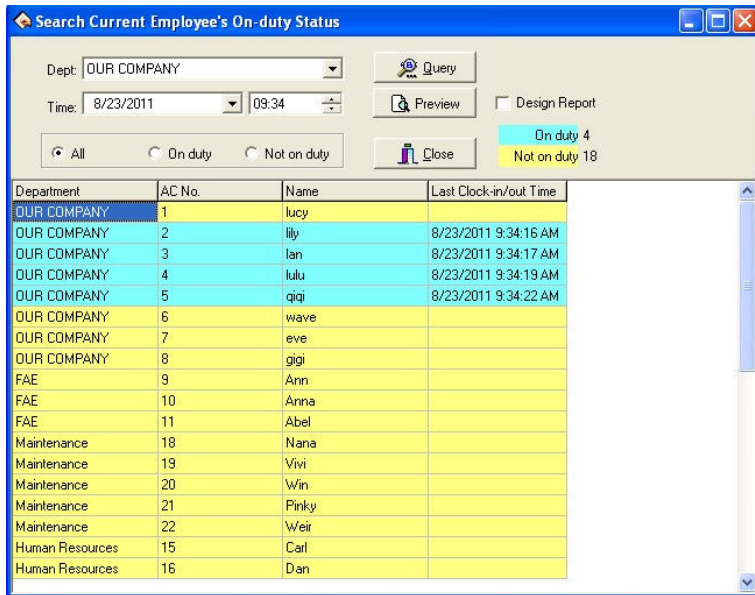 Search Current Employee's On-duty Status
Dept: OUR COMPANY Query
Time: 8/23/2011 09:34 Preview Design Report
On duty 4
All On duty Not on duty Close Not on duty 18
Department AC No. Name Last Clock-in/out Time
OUR COMPANY 1 lucy
OUR COMPANY 2 lily 8/23/2011 9:34:16 AM
OUR COMPANY 3 lan 8/23/2011 9:34:17 AM
OUR COMPANY 4 lulu 8/23/2011 9:34:19 AM
OUR COMPANY 5 qiqi 8/23/2011 9:34:22 AM
OUR COMPANY 6 wave
OUR COMPANY 7 eve
OUR COMPANY 8 gigi
FAE 9 Ann
FAE 10 Anna
FAE 11 Abel
Maintenance 18 Nana
Maintenance 19 Vivi
Maintenance 20 Win
Maintenance 21 Pinky
Maintenance 22 Weir
Human Resources 15 Carl
Human Resources 16 Dan